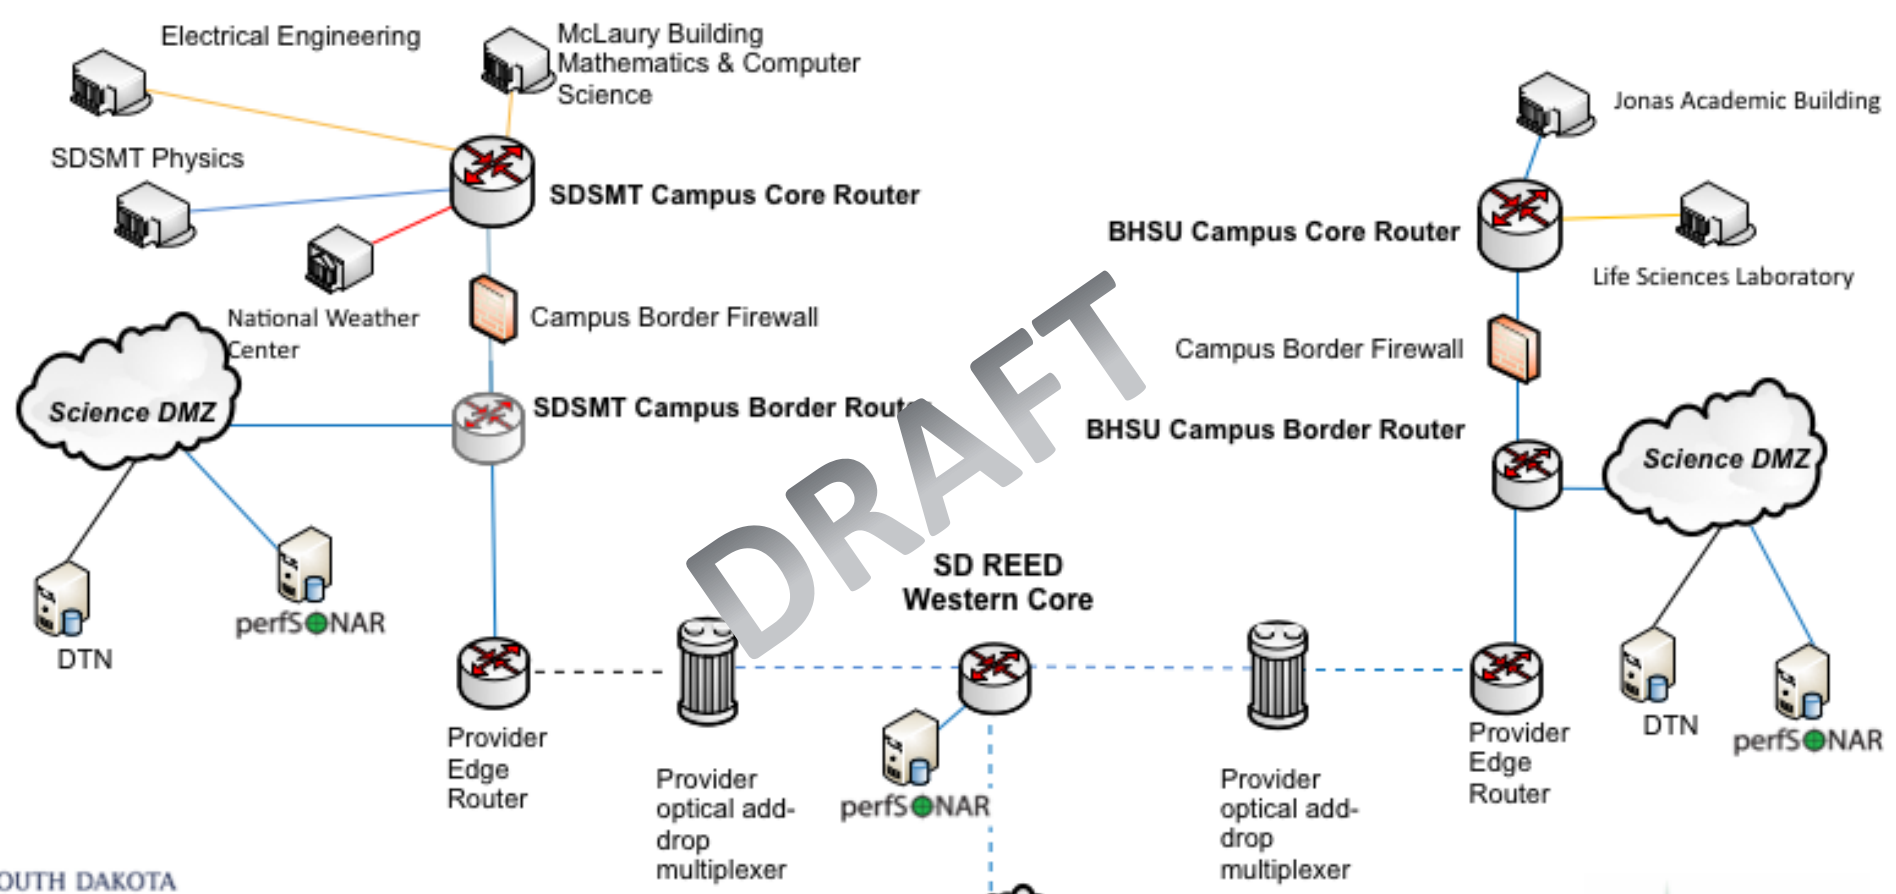 Electrical Engineering
McLaury Building
Mathematics & Computer
Science
Jonas Academic Building
SDSMT Physics
SDSMT Campus Core Router
BHSU Campus Core Router
Life Sciences Laboratory
National Weather
Center
Campus Border Firewall
Campus Border Firewall
Science DMZ
SDSMT Campus Border Router
BHSU Campus Border Router
Science DMZ
DRAFT
SD REED
Western Core
perfSONAR
DTN
DTN
perfSONAR
Provider
Edge
Router
Provider
optical add-
drop
multiplexer
perfSONAR
Provider
optical add-
drop
multiplexer
Provider
Edge
Router
OUTH DAKOTA